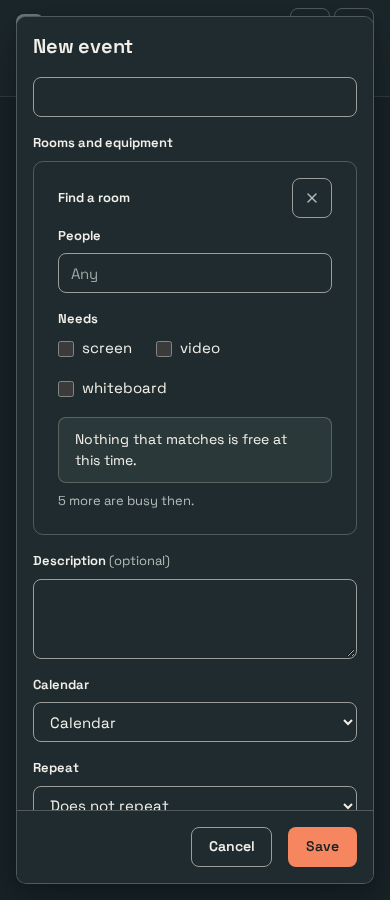 New event
Rooms and equipment
Find a room
People
Any
Needs
screen
video
whiteboard
Nothing that matches is free at
this time.
5 more are busy then.
Description (optional)
Calendar
Calendar
Repeat
Does not repeat
Cancel
Save